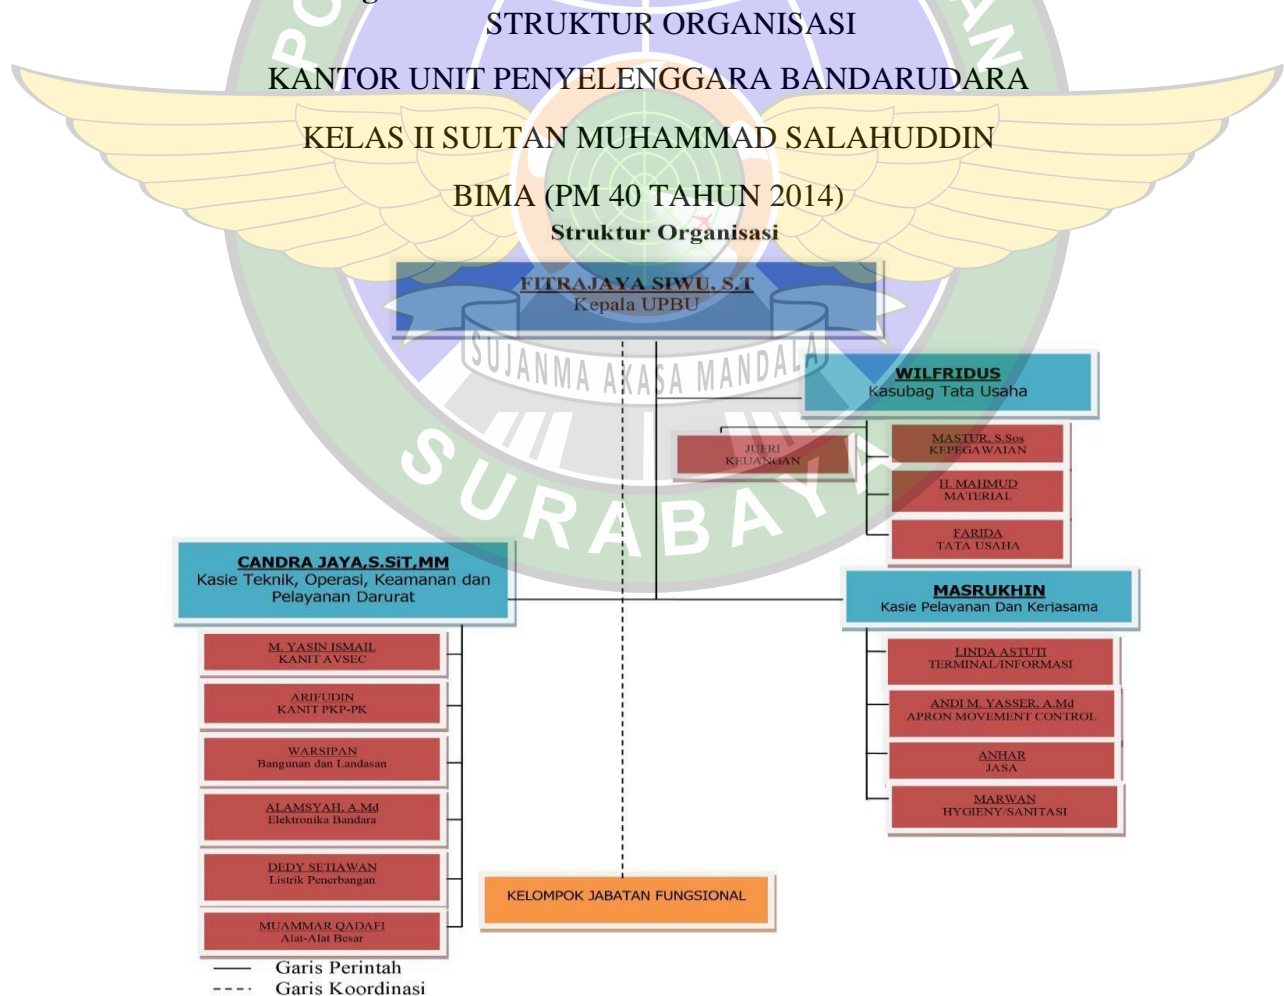 STRUKTUR ORGANISASI
KANTOR UNIT PENYELENGGARA BANDARUDARA
KELAS II SULTAN MUHAMMAD SALAHUDDIN
BIMA (PM 40 TAHUN 2014)
Struktur Organisasi
FITRAJAYA SIWU, S.T
Kepala UPBU
SUJANMA AKASA MANDALA
SURABAYA
WILFRIDUS
Kasubag Tata Usaha
JUFRI
KEUANGAN
MASTUR, S.Sos
KEPEGAWAIAN
H. MAHMUD
MATERIAL
FARIDA
TATA USAHA
CANDRA JAYA,S.SiT,MM
Kasie Teknik, Operasi, Keamanan dan
Pelayanan Darurat
M. YASIN ISMAIL
KANIT AVSEC
ARIFUDIN
KANIT PKP-PK
WARSIPAN
Bangunan dan Landasan
ALAMSYAH, A.Md
Elektronika Bandara
DEDY SETIAWAN
Listrik Penerbangan
MUAMMAR QADAFI
Alat-Alat Besar
MASRUKHIN
Kasie Pelayanan Dan Kerjasama
LINDA ASTUTI
TERMINAL/INFORMASI
ANDI M. YASSER, A.Md
APRON MOVEMENT CONTROL
ANHAR
JASA
MARWAN
HYGIENY/SANITASI
KELOMPOK JABATAN FUNGSIONAL
Garis Perintah
Garis Koordinasi